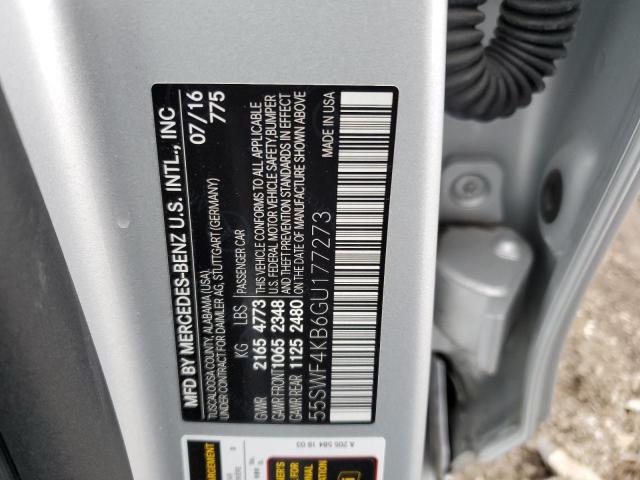 MFD BY MERCEDES-BENZ U.S. INTL., INC
TUSCALOOSA COUNTY, ALABAMA (USA)
UNDER CONTRACT FOR DAIMLER AG, STUTTGART (GERMANY)
07/16
775
KG LBS PASSENGER CAR
GVWR 2165 4773
GAWR FRONT 1065 2348
GAWR REAR 1125 2480
THIS VEHICLE CONFORMS TO ALL APPLICABLE
U.S. FEDERAL MOTOR VEHICLE SAFETY, BUMPER
AND THEFT PREVENTION STANDARDS IN EFFECT
ON THE DATE OF MANUFACTURE SHOWN ABOVE
MADE IN USA
55SWF4KB6GU177273
A 205 584 18 03